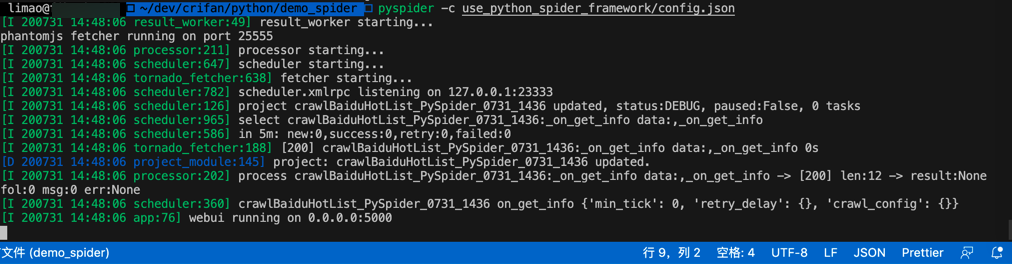 limao@ ~/dev/crifan/python/demo_spider pyspider -c use_python_spider_framework/config.json
[I 200731 14:48:06 result_worker:49] result_worker starting...
phantomjs fetcher running on port 25555
[I 200731 14:48:06 processor:211] processor starting...
[I 200731 14:48:06 scheduler:647] scheduler starting...
[I 200731 14:48:06 tornado_fetcher:638] fetcher starting...
[I 200731 14:48:06 scheduler:782] scheduler.xmlrpc listening on 127.0.0.1:23333
[I 200731 14:48:06 scheduler:126] project crawlBaiduHotList_PySpider_0731_1436 updated, status:DEBUG, paused:False, 0 tasks
[I 200731 14:48:06 scheduler:965] select crawlBaiduHotList_PySpider_0731_1436:_on_get_info data:,_on_get_info
[I 200731 14:48:06 scheduler:586] in 5m: new:0,success:0,retry:0,failed:0
[I 200731 14:48:06 tornado_fetcher:188] [200] crawlBaiduHotList_PySpider_0731_1436:_on_get_info data:,_on_get_info 0s
[D 200731 14:48:06 project_module:145] project: crawlBaiduHotList_PySpider_0731_1436 updated.
[I 200731 14:48:06 processor:202] process crawlBaiduHotList_PySpider_0731_1436:_on_get_info data:,_on_get_info -> [200] len:12 -> result:None
fol:0 msg:0 err:None
[I 200731 14:48:06 scheduler:360] crawlBaiduHotList_PySpider_0731_1436 on_get_info {'min_tick': 0, 'retry_delay': {}, 'crawl_config': {}}
[I 200731 14:48:06 app:76] webui running on 0.0.0.0:5000
文件 (demo_spider) 行 9，列 2 空格: 4 UTF-8 LF JSON Prettier